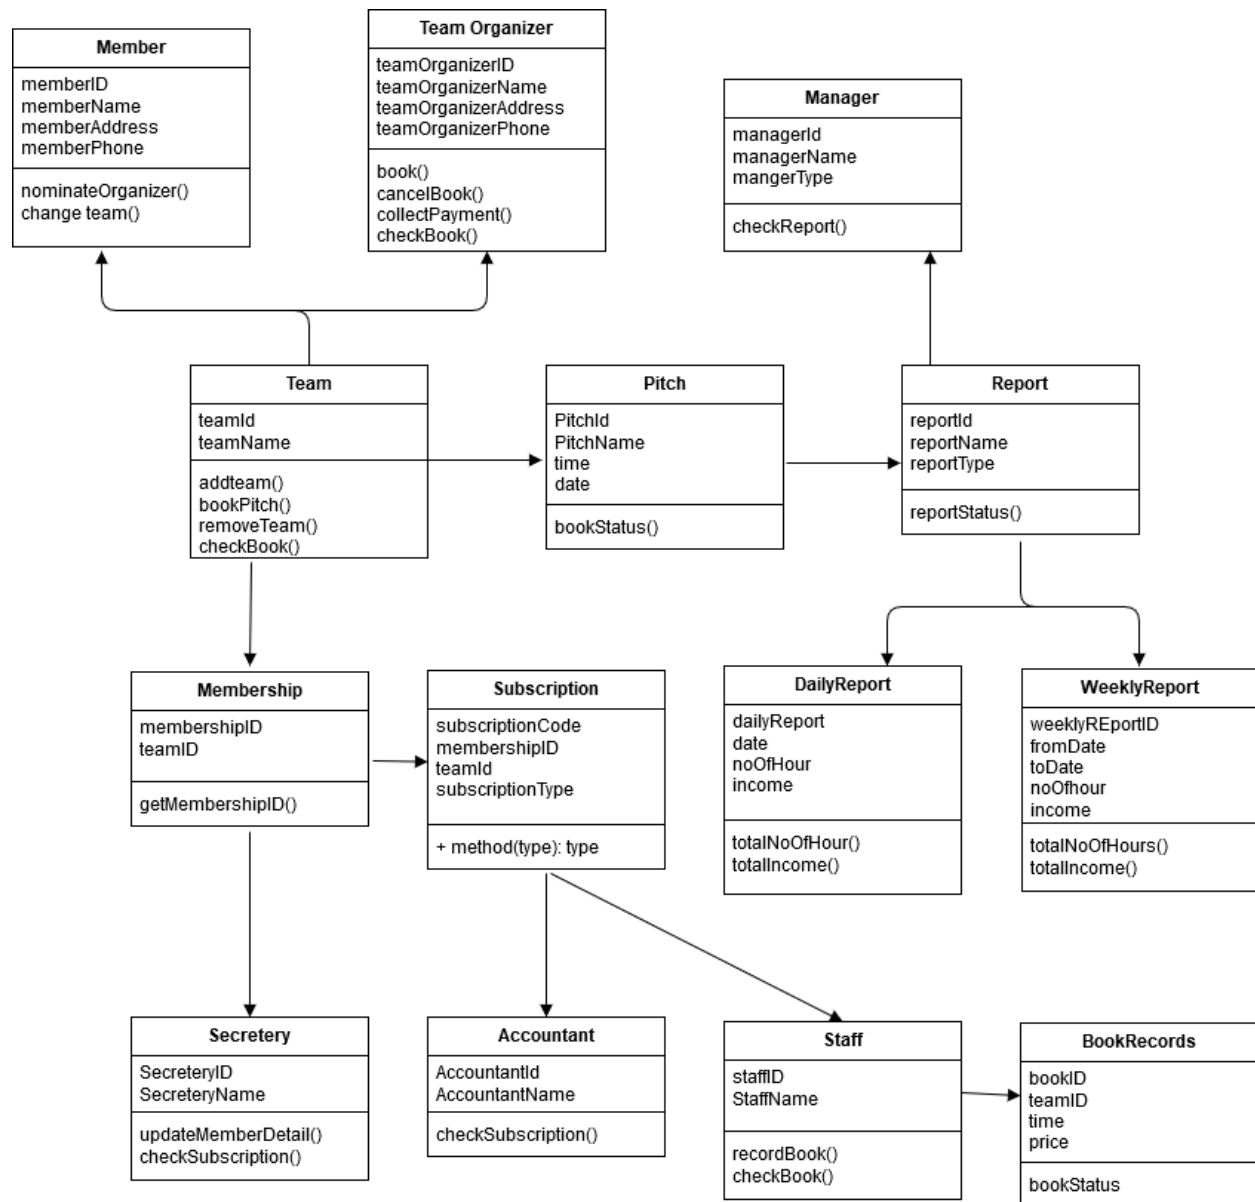 Member
memberID
memberName
memberAddress
memberPhone
nominateOrganizer()
change team()
Team Organizer
teamOrganizerID
teamOrganizerName
teamOrganizerAddress
teamOrganizerPhone
book()
cancelBook()
collectPayment()
checkBook()
Manager
managerId
managerName
mangerType
checkReport()
Team
teamId
teamName
addteam()
bookPitch()
removeTeam()
checkBook()
Pitch
PitchId
PitchName
time
date
bookStatus()
Report
reportId
reportName
reportType
reportStatus()
Membership
membershipID
teamID
getMembershipID()
Subscription
subscriptionCode
membershipID
teamId
subscriptionType
+ method(type): type
DailyReport
dailyReport
date
noOfHour
income
totalNoOfHour()
totalIncome()
WeeklyReport
weeklyREportID
fromDate
toDate
noOfhour
income
totalNoOfHours()
totalIncome()
Secretery
SecreteryID
SecreteryName
updateMemberDetail()
checkSubscription()
Accountant
AccountantId
AccountantName
checkSubscription()
Staff
staffID
StaffName
recordBook()
checkBook()
BookRecords
bookID
teamID
time
price
bookStatus